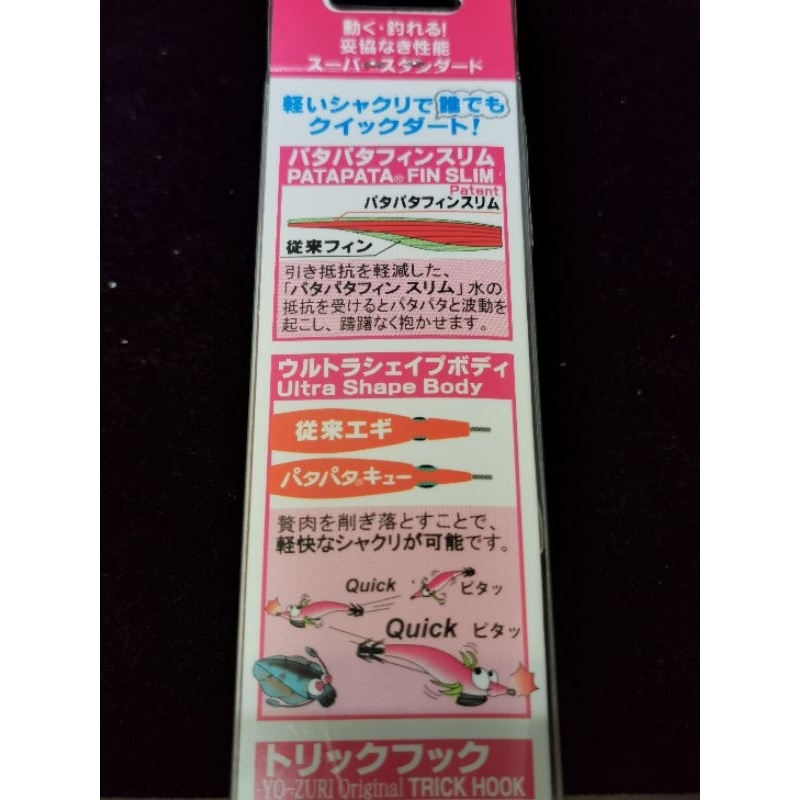 動く・釣れる!
妥協なき性能
スーパースタンダード
軽いシャクリで誰でも
クイックダート!
パタパタフィンスリム
PATAPATA® FIN SLIM
Patent
パタパタフィンスリム
従来フィン
引き抵抗を軽減した、
「パタパタフィン スリム」水の
抵抗を受けるとパタパタと波動を
起こし、躊躇なく抱かせます。
ウルトラシェイプボディ
Ultra Shape Body
従来エギ
パタパタ®キュー
贅肉を削ぎ落とすことで、
軽快なシャクリが可能です。
Quick ピタッ
Quick ピタッ
トリックフック
YO-ZURI Original TRICK HOOK